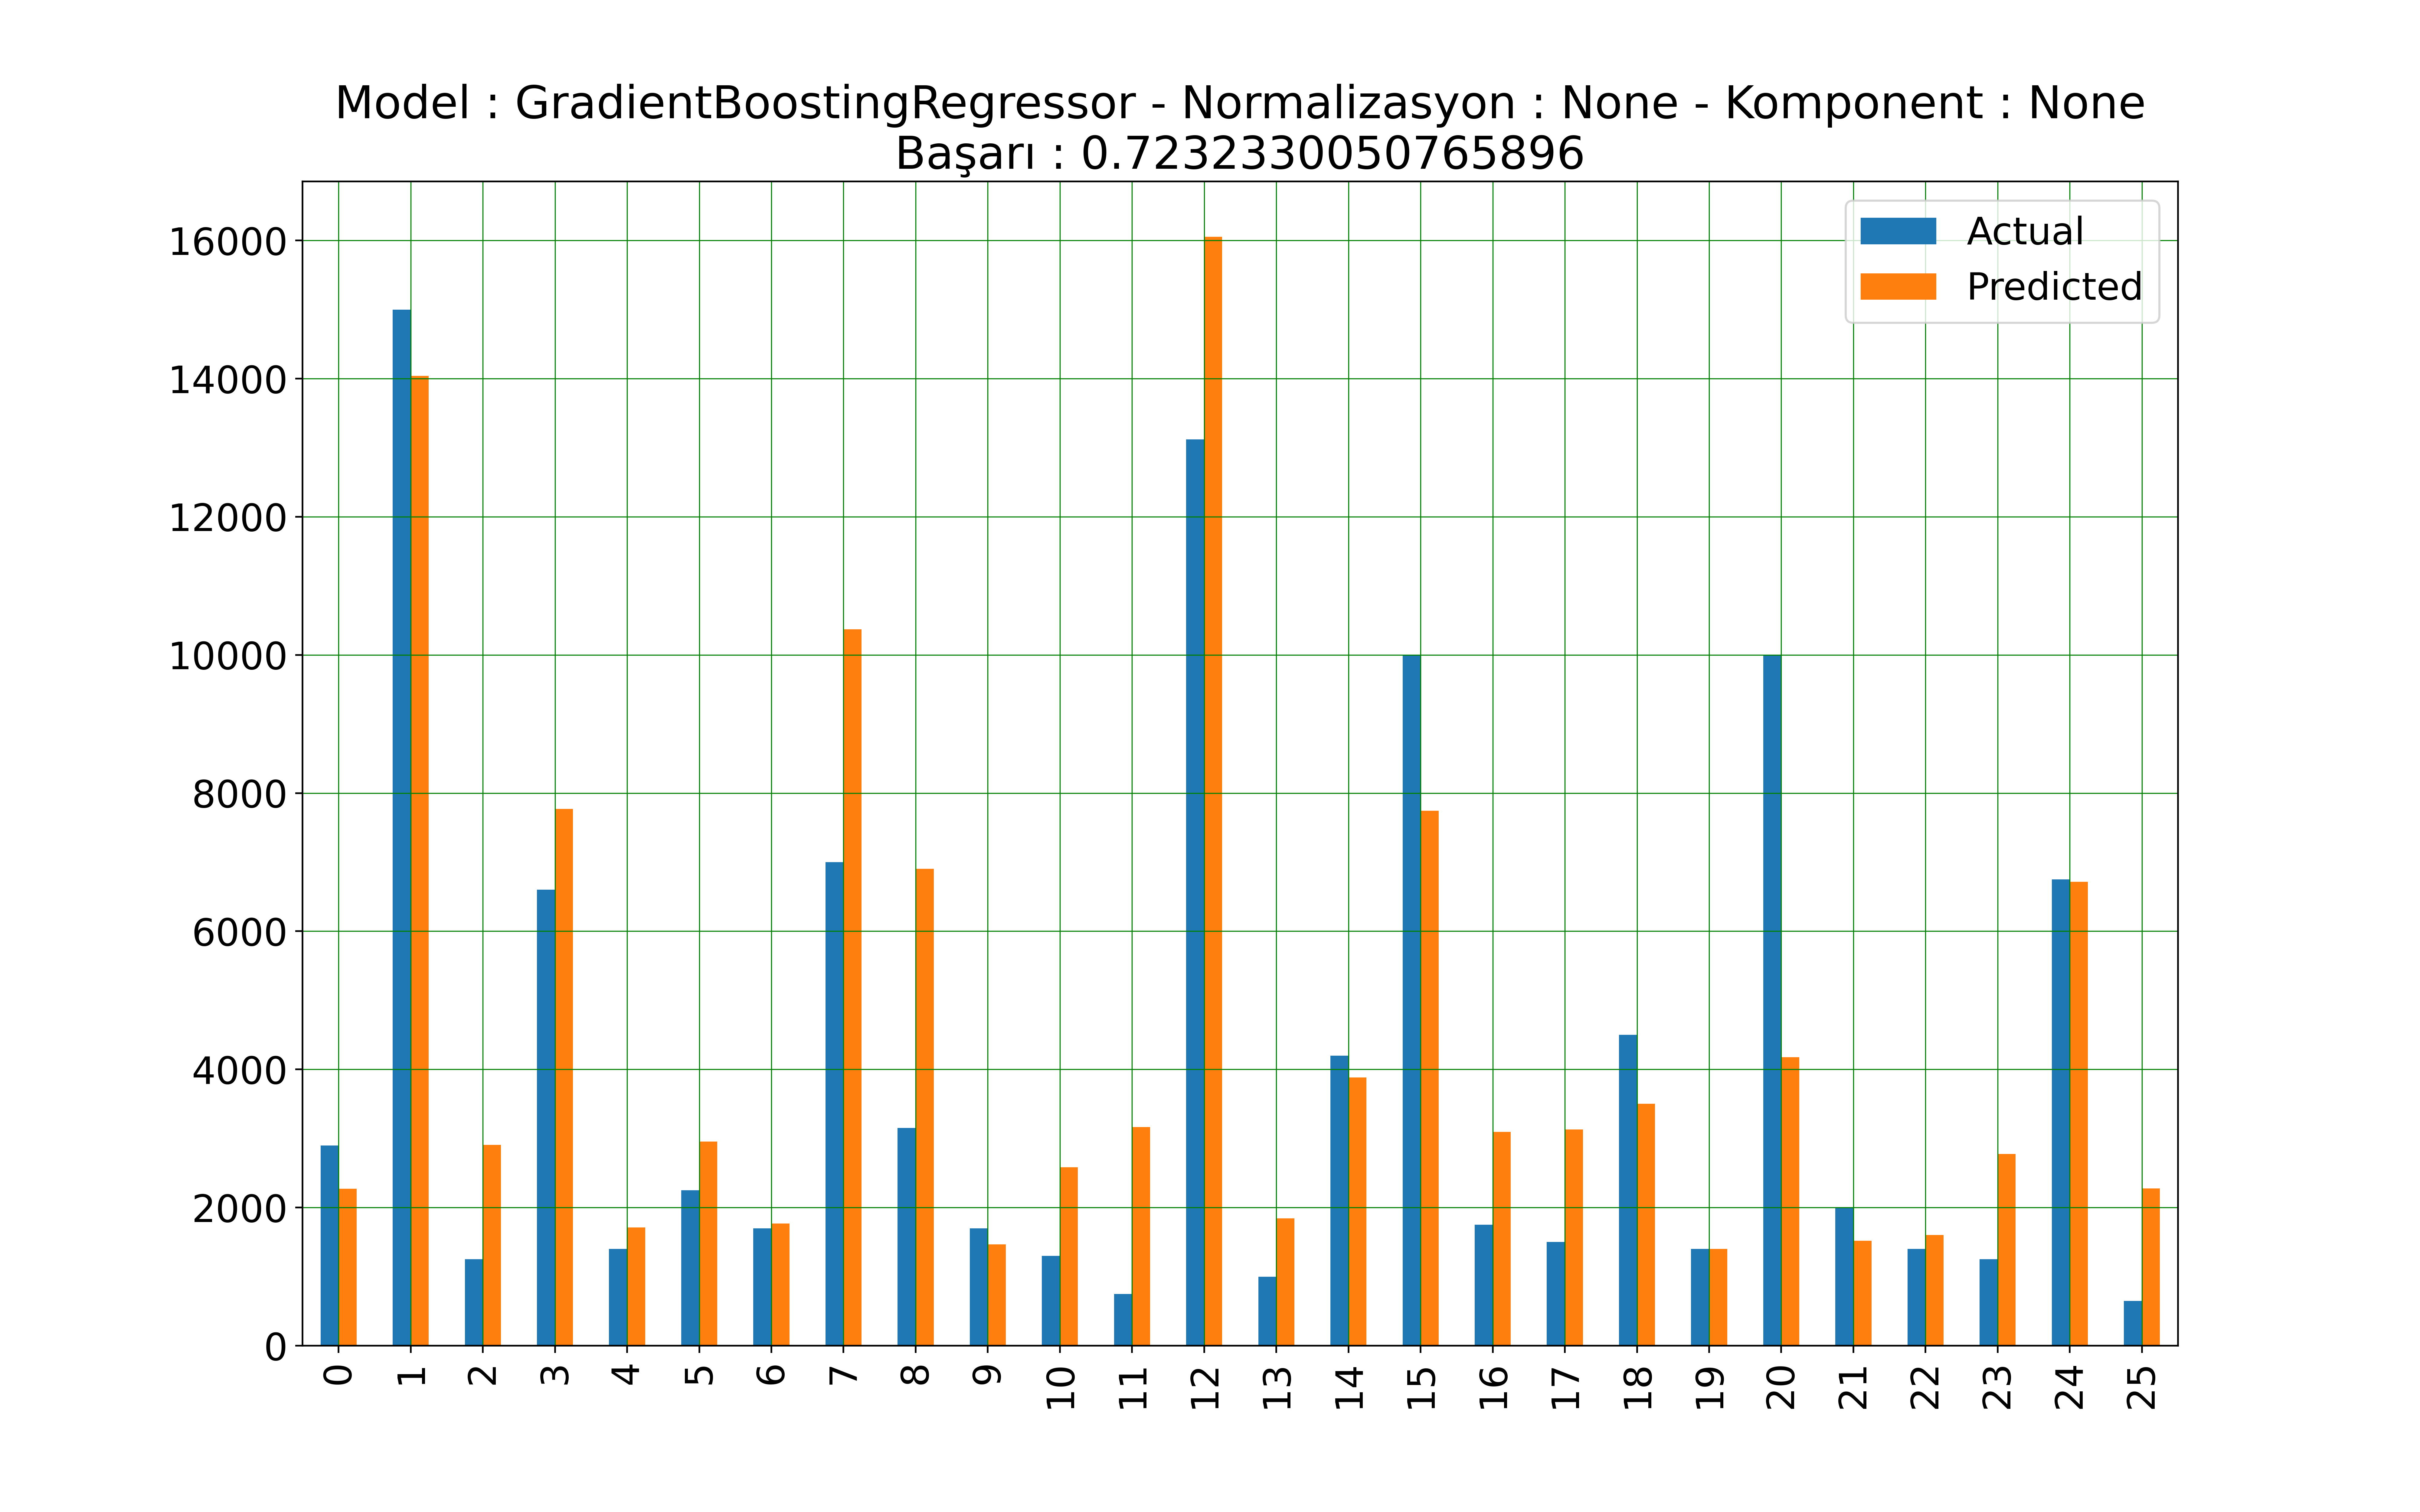 Model : GradientBoostingRegressor - Normalizasyon : None - Komponent : None
Başarı : 0.7232330050765896
Actual
Predicted
16000
14000
12000
10000
8000
6000
4000
2000
0
0 1 2 3 4 5 6 7 8 9 10 11 12 13 14 15 16 17 18 19 20 21 22 23 24 25